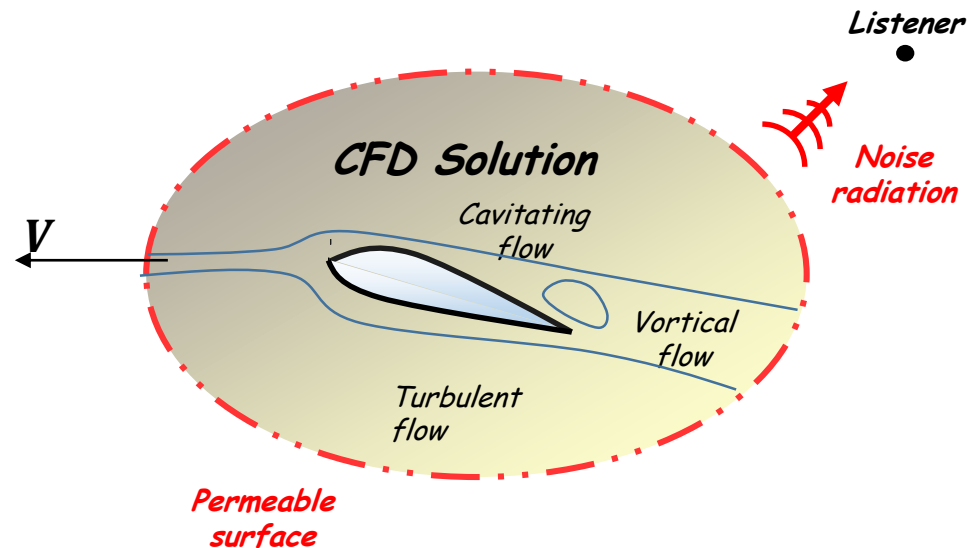 Listener
CFD Solution
Noise
radiation
Cavitating
flow
V
Vortical
flow
Turbulent
flow
Permeable
surface